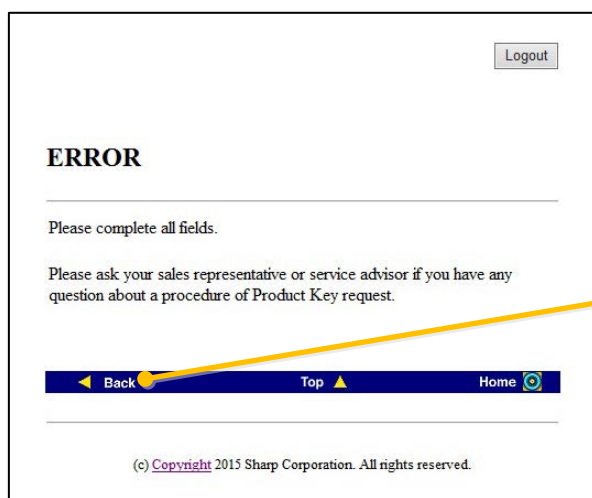 Logout
ERROR
Please complete all fields.
Please ask your sales representative or service advisor if you have any
question about a procedure of Product Key request.
Back Top Home
(c) Copyright 2015 Sharp Corporation. All rights reserved.